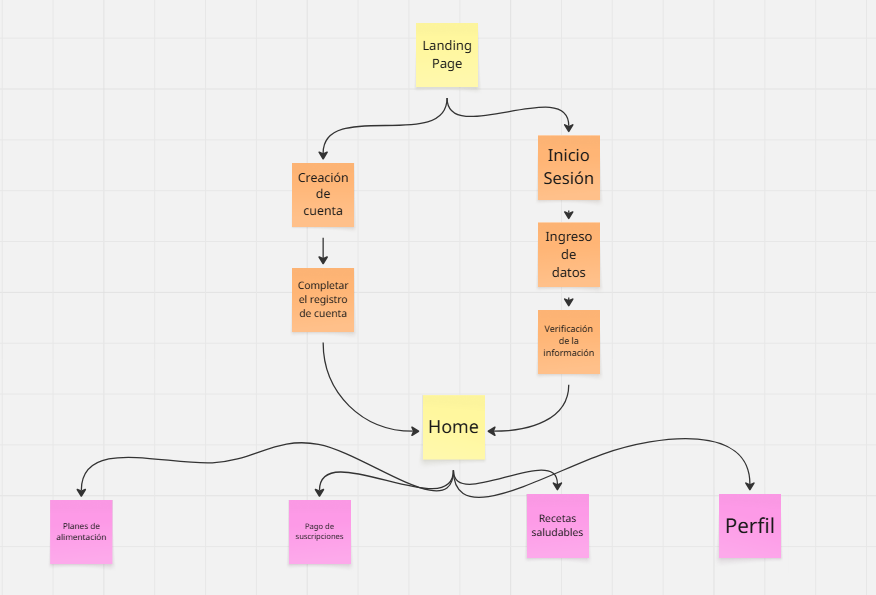 Landing
Page
Inicio
Sesión
Creación
de
cuenta
Ingreso
de
datos
Completar
el registro
de cuenta
Verificación
de la
información
Home
Planes de
alimentación
Pago de
suscripciones
Recetas
saludables
Perfil